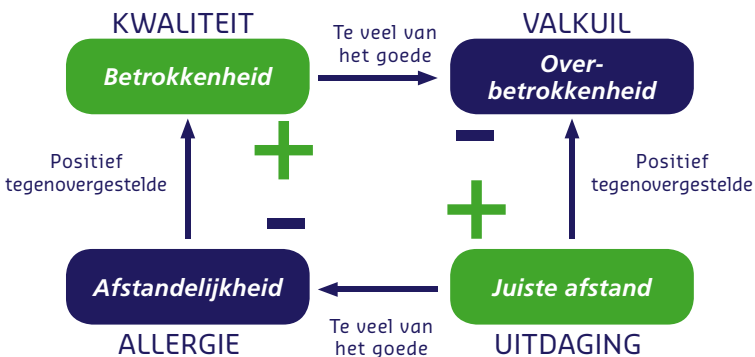 KWALITEIT
Te veel van
het goede
VALKUIL
Betrokkenheid
Over-
betrokkenheid
Positief
tegenovergestelde
Positief
tegenovergestelde
Afstandelijkheid
Juiste afstand
ALLERGIE
Te veel van
het goede
UITDAGING